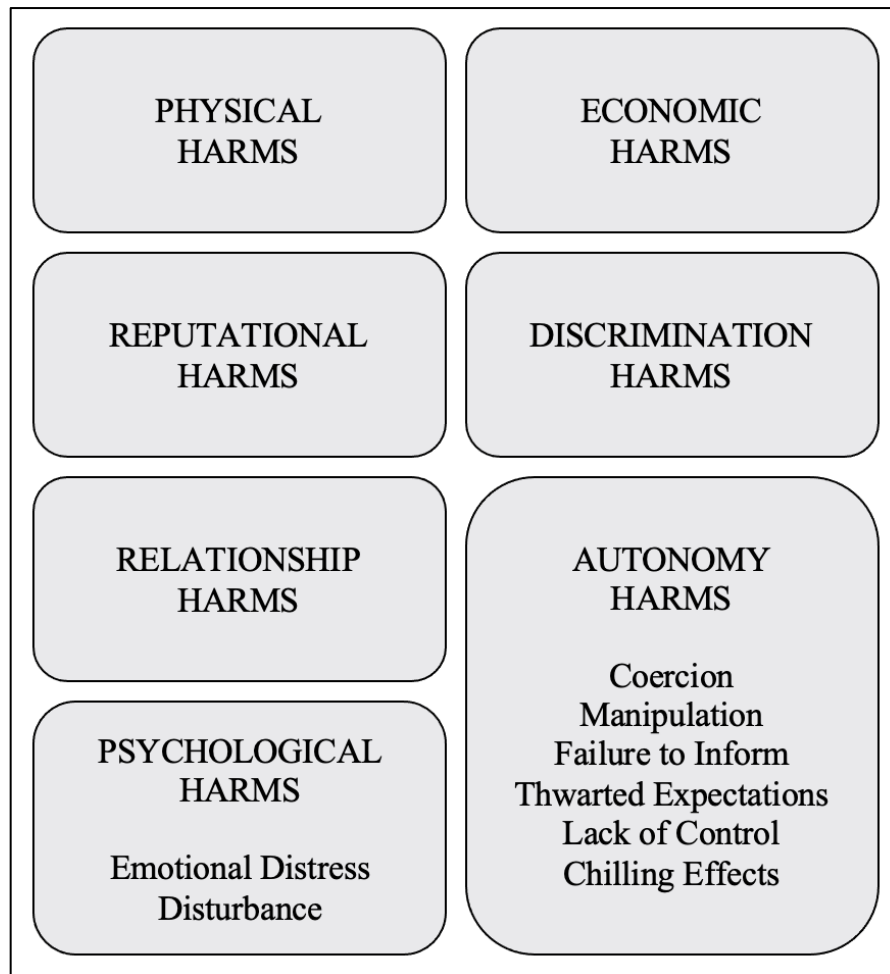 PHYSICAL
HARMS
ECONOMIC
HARMS
REPUTATIONAL
HARMS
DISCRIMINATION
HARMS
RELATIONSHIP
HARMS
AUTONOMY
HARMS
Coercion
Manipulation
Failure to Inform
Thwarted Expectations
Lack of Control
Chilling Effects
PSYCHOLOGICAL
HARMS
Emotional Distress
Disturbance